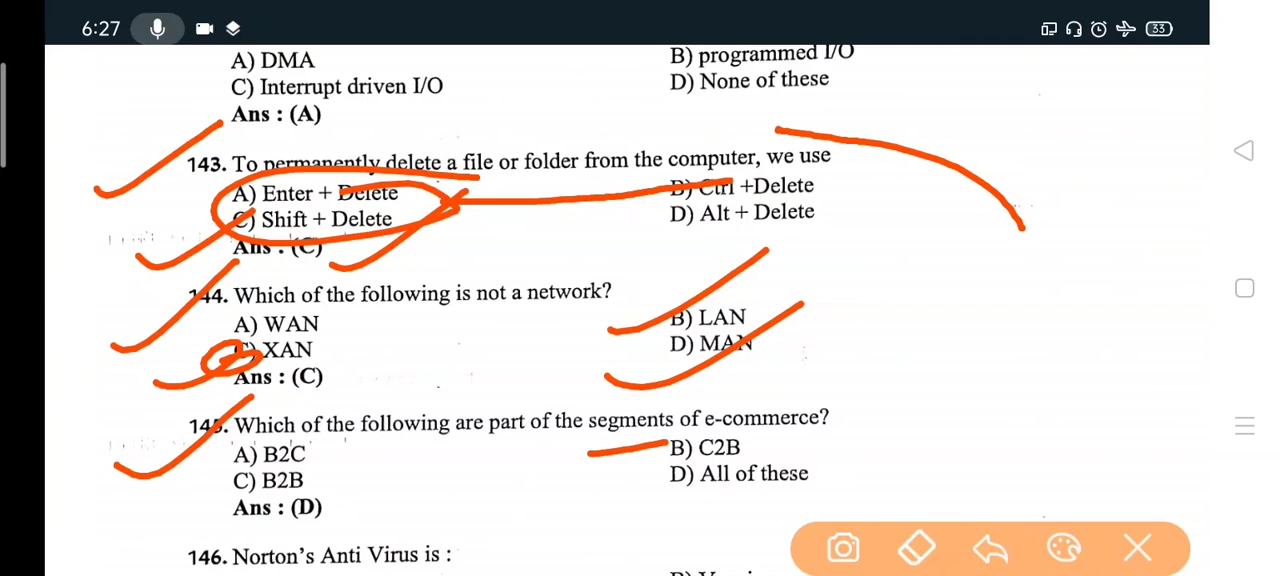 6:27
33
A) DMA
B) programmed I/O
C) Interrupt driven I/O
D) None of these
Ans : (A)
143. To permanently delete a file or folder from the computer, we use
A) Enter + Delete
B) Ctrl +Delete
C) Shift + Delete
D) Alt + Delete
Ans : (C)
144. Which of the following is not a network?
A) WAN
B) LAN
C) XAN
D) MAN
Ans : (C)
145. Which of the following are part of the segments of e-commerce?
A) B2C
B) C2B
C) B2B
D) All of these
Ans : (D)
146. Norton's Anti Virus is :